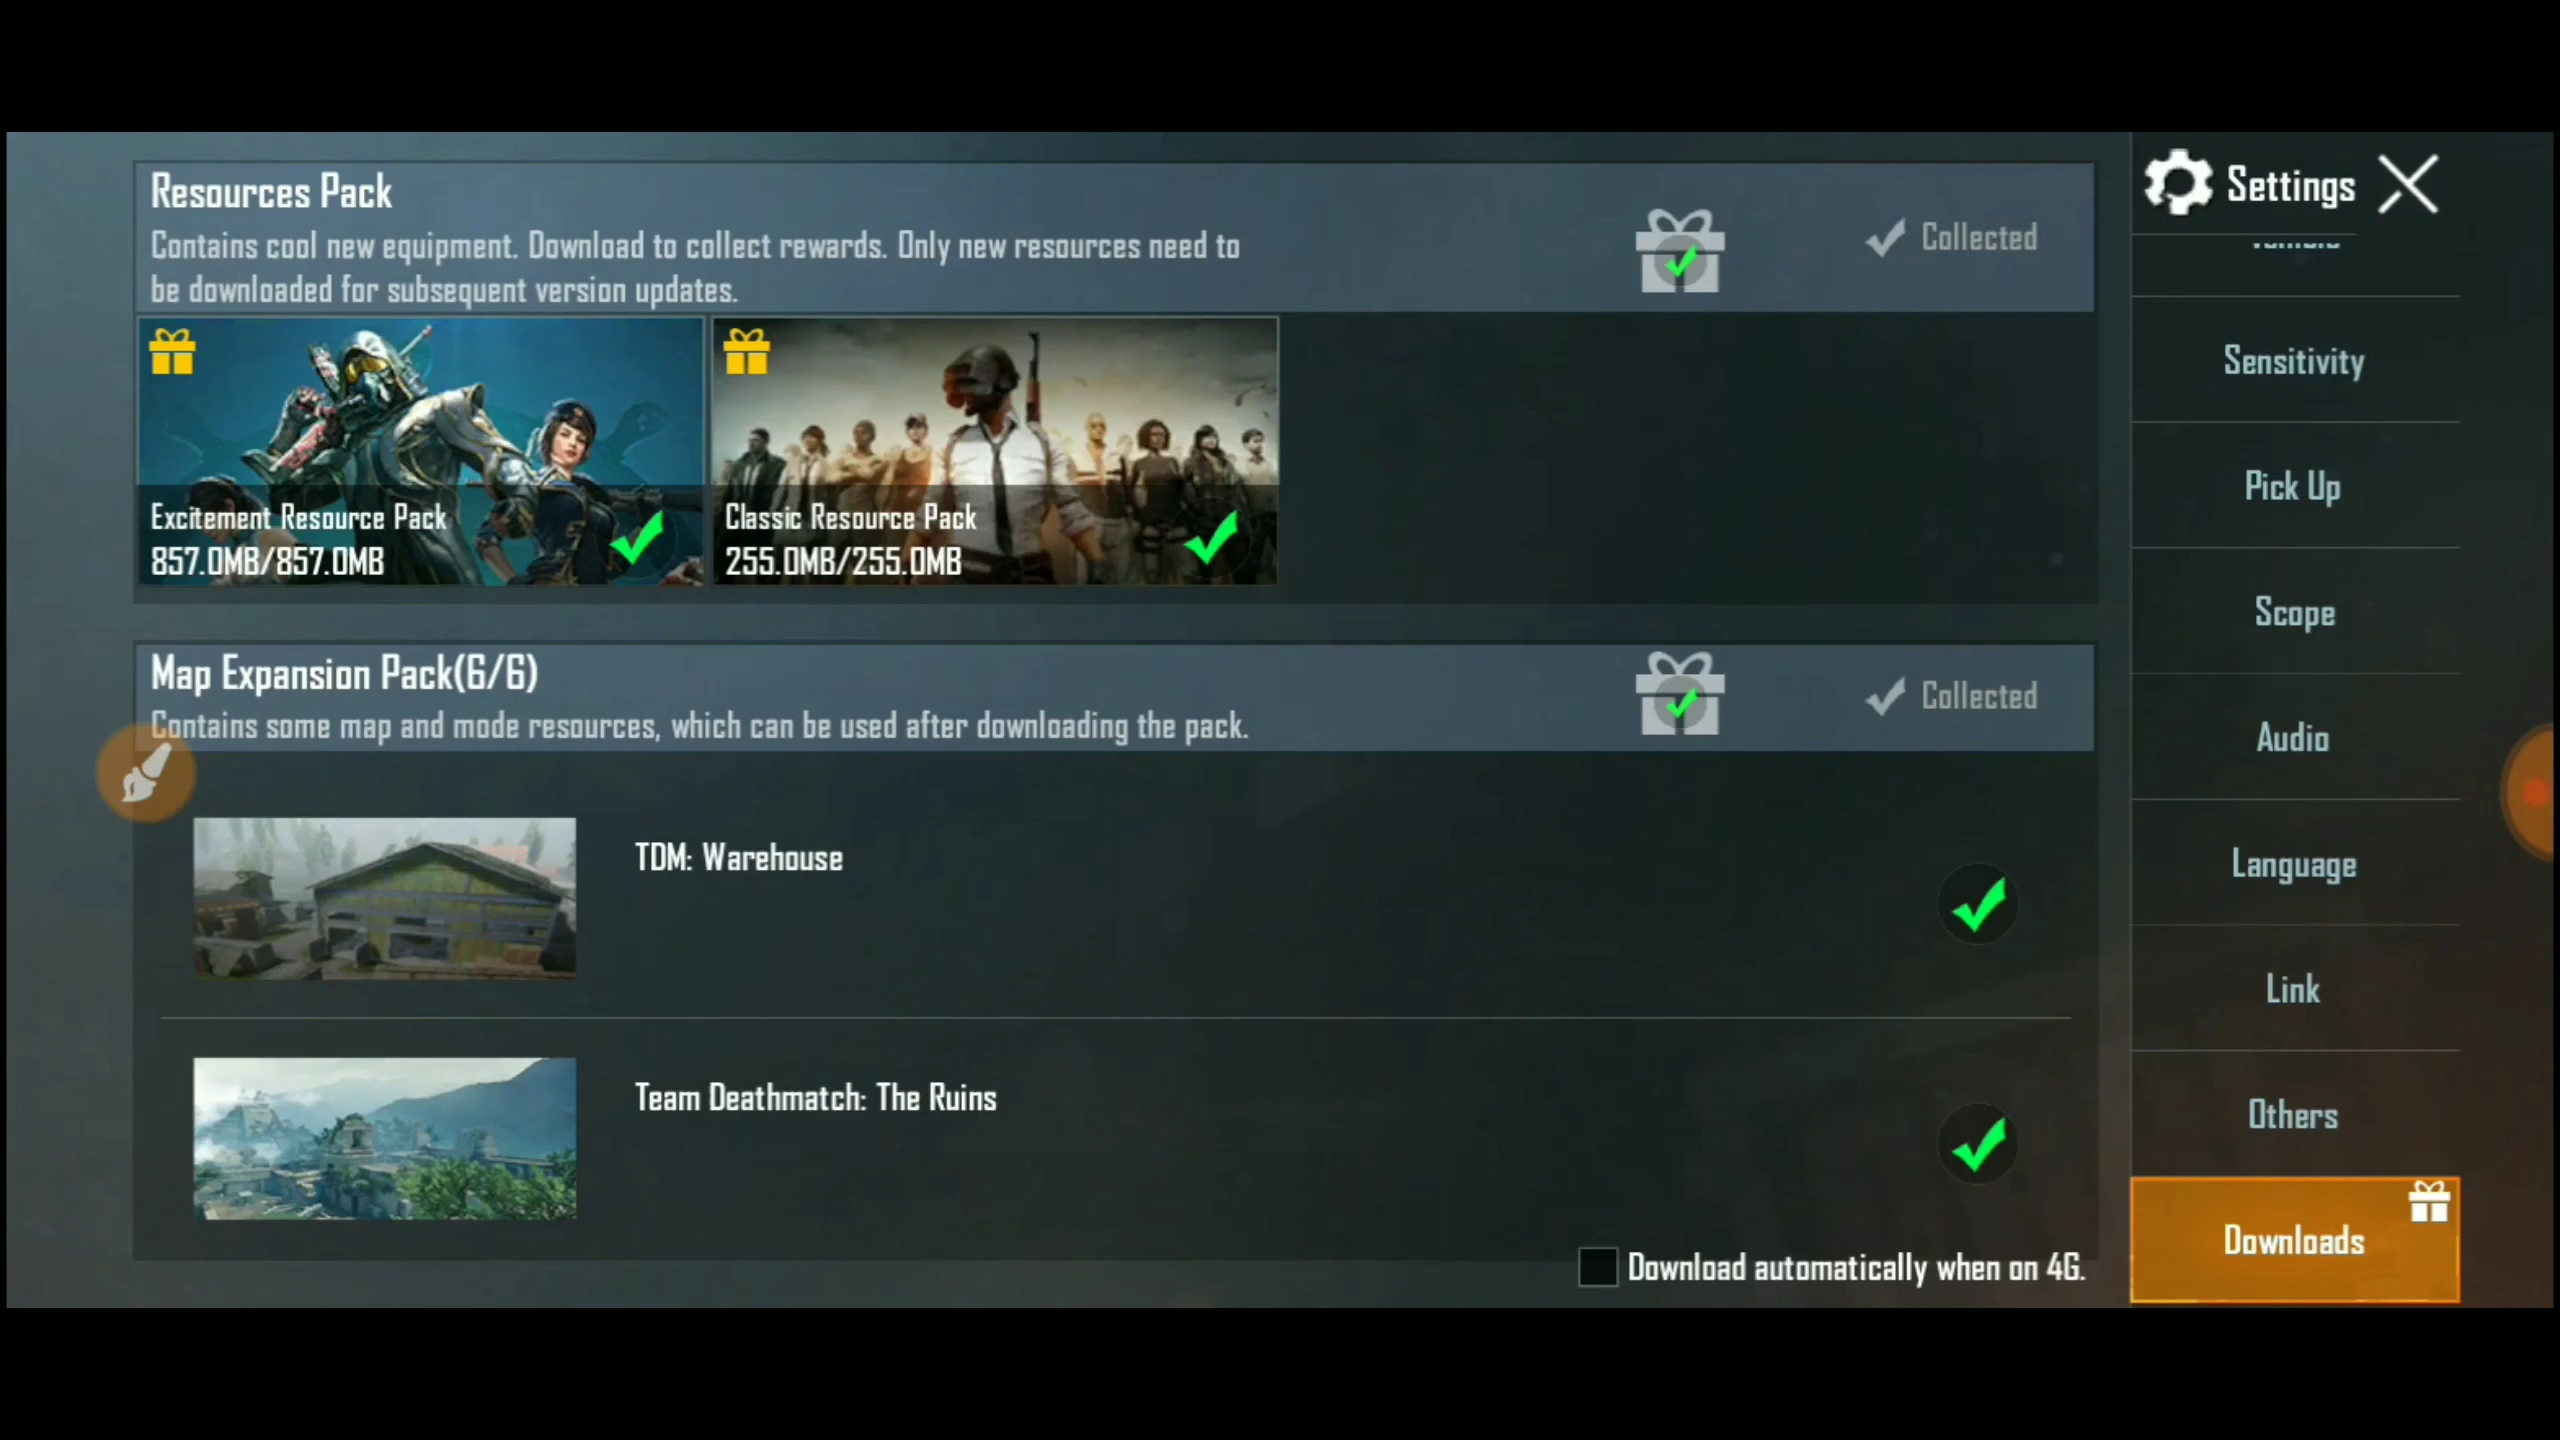 Resources Pack
Contains cool new equipment. Download to collect rewards. Only new resources need to
be downloaded for subsequent version updates.
Collected
Excitement Resource Pack
857.0MB/857.0MB
Classic Resource Pack
255.0MB/255.0MB
Map Expansion Pack(6/6)
Contains some map and mode resources, which can be used after downloading the pack.
Collected
TDM: Warehouse
Team Deathmatch: The Ruins
Download automatically when on 4G.
Settings
Sensitivity
Pick Up
Scope
Audio
Language
Link
Others
Downloads